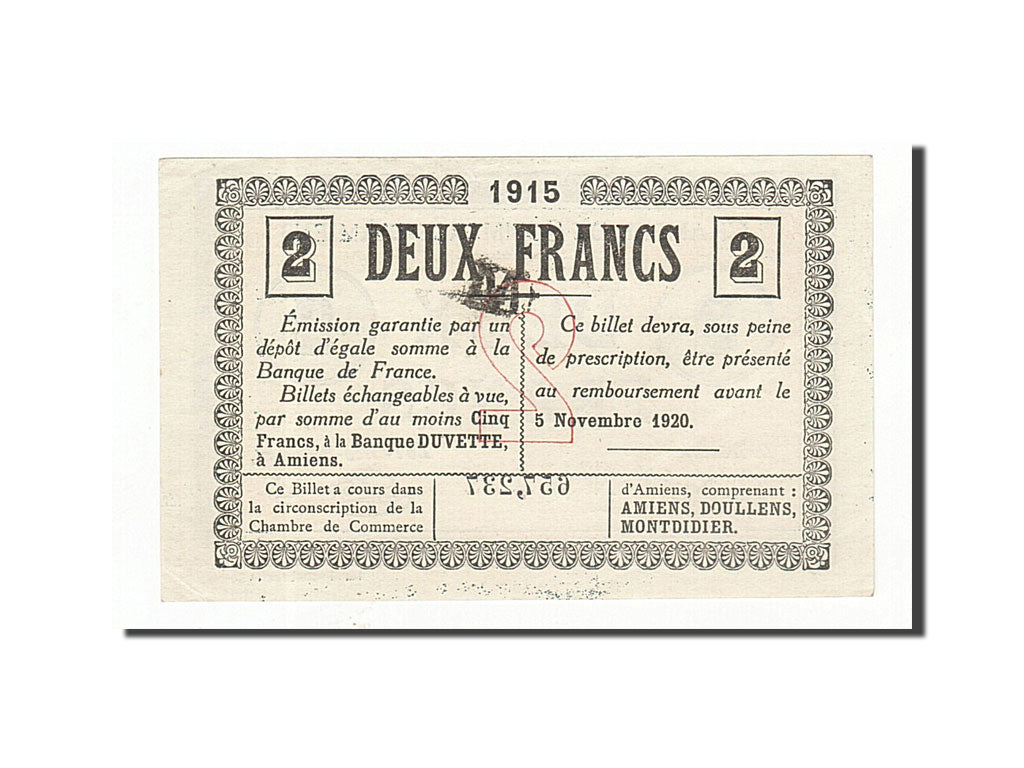 1915
2 DEUX FRANCS 2
2
Émission garantie par un
dépôt d'égale somme à la
Banque de France.
Billets échangeables à vue,
par somme d'au moins Cinq
Francs, à la Banque DUVETTE,
à Amiens.
Ce billet devra, sous peine
de prescription, être présenté
au remboursement avant le
5 Novembre 1920.
Ce Billet a cours dans
la circonscription de la
Chambre de Commerce
657,237
d'Amiens, comprenant :
AMIENS, DOULLENS,
MONTDIDIER.